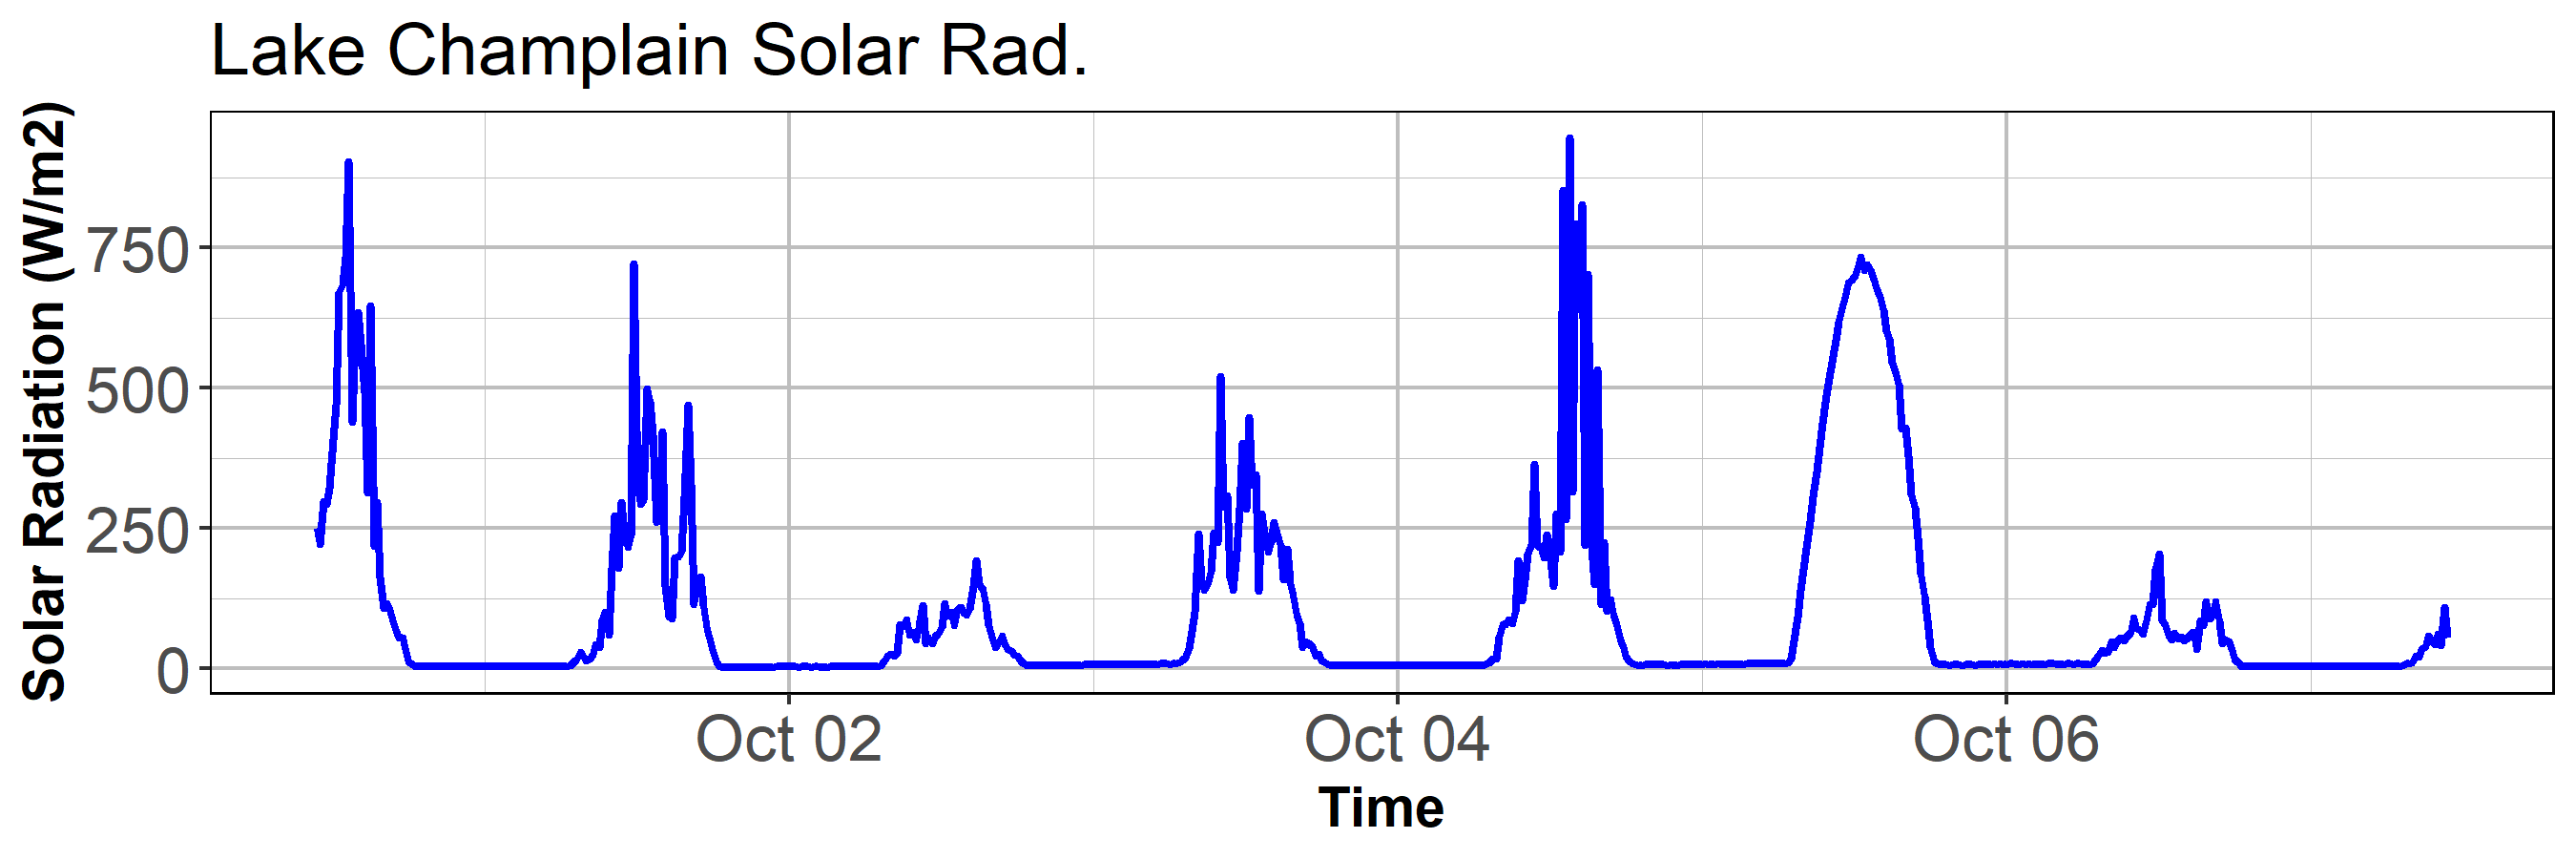 Lake Champlain Solar Rad.
Solar Radiation (W/m2)
750
500
250
0
Oct 02 Oct 04 Oct 06
Time